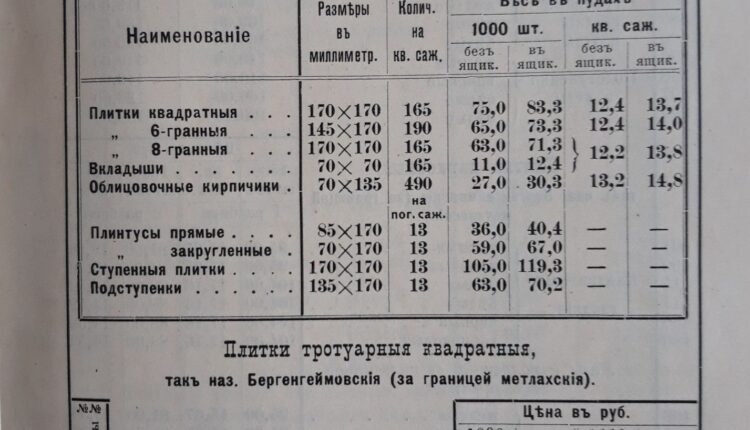 Вѣсъ въ пудахъ
Размѣры Колич. 1000 шт. кв. саж.
Наименованіе въ на безъ въ безъ въ
миллиметр. кв. саж. ящик. ящик. ящик. ящик.
Плитки квадратныя . . . 170×170 165 75,0 83,3 12,4 13,7
„ 6-гранныя . . . 145×170 190 65,0 73,3 12,4 14,0
„ 8-гранныя . . . 170×170 165 63,0 71,3 } 12,2 13,8
Вкладыши . . . . . . 70× 70 165 11,0 12,4
Облицовочные кирпичики . 70×135 490 27,0 30,3 13,2 14,8
на
пог. саж.
Плинтусы прямые . . . . 85×170 13 36,0 40,4 — —
„ закругленные . 70×170 13 59,0 67,0 — —
Ступенныя плитки . . . . 170×170 13 105,0 119,3 — —
Подступенки . . . . . . 135×170 13 63,0 70,2 — —
Плитки тротуарныя квадратныя,
такъ наз. Бергенгеймовскія (за границей метлахскія).
№№ Цѣна въ руб.